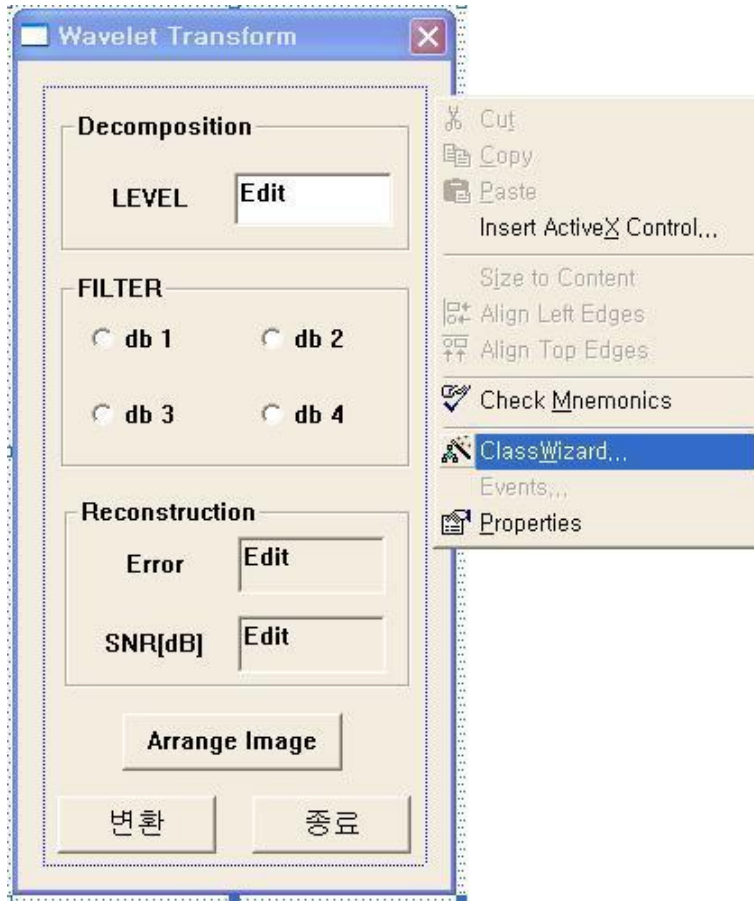 Wavelet Transform
Decomposition
LEVEL
Edit
FILTER
db 1
db 2
db 3
db 4
Reconstruction
Error
Edit
SNR[dB]
Edit
Arrange Image
변환
종료
Cut
Copy
Paste
Insert ActiveX Control...
Size to Content
Align Left Edges
Align Top Edges
Check Mnemonics
ClassWizard...
Events...
Properties